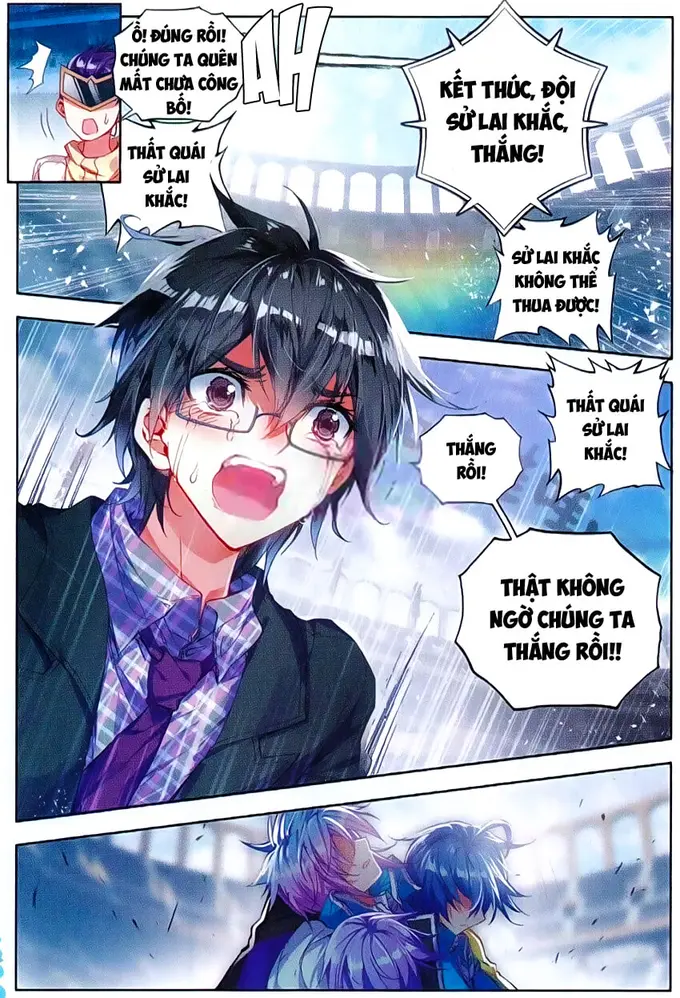 Ồ! ĐÚNG RỒI!
CHÚNG TA QUÊN
MẤT CHƯA CÔNG
BỐ!
AH
KẾT THÚC, ĐỘI
SỬ LAI KHẮC,
THẮNG!
THẤT QUÁI
SỬ LAI
KHẮC!
SỬ LAI KHẮC
KHÔNG THỂ
THUA ĐƯỢC!
THẤT QUÁI
SỬ LAI
KHẮC!
THẮNG
RỒI!
THẬT KHÔNG
NGỜ CHÚNG TA
THẮNG RỒI!!